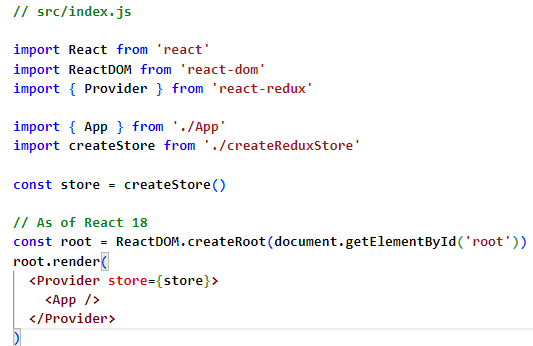 // src/index.js
import React from 'react'
import ReactDOM from 'react-dom'
import { Provider } from 'react-redux'
import { App } from './App'
import createStore from './createReduxStore'
const store = createStore()
// As of React 18
const root = ReactDOM.createRoot(document.getElementById('root'))
root.render(
  <Provider store={store}>
    <App />
  </Provider>
)